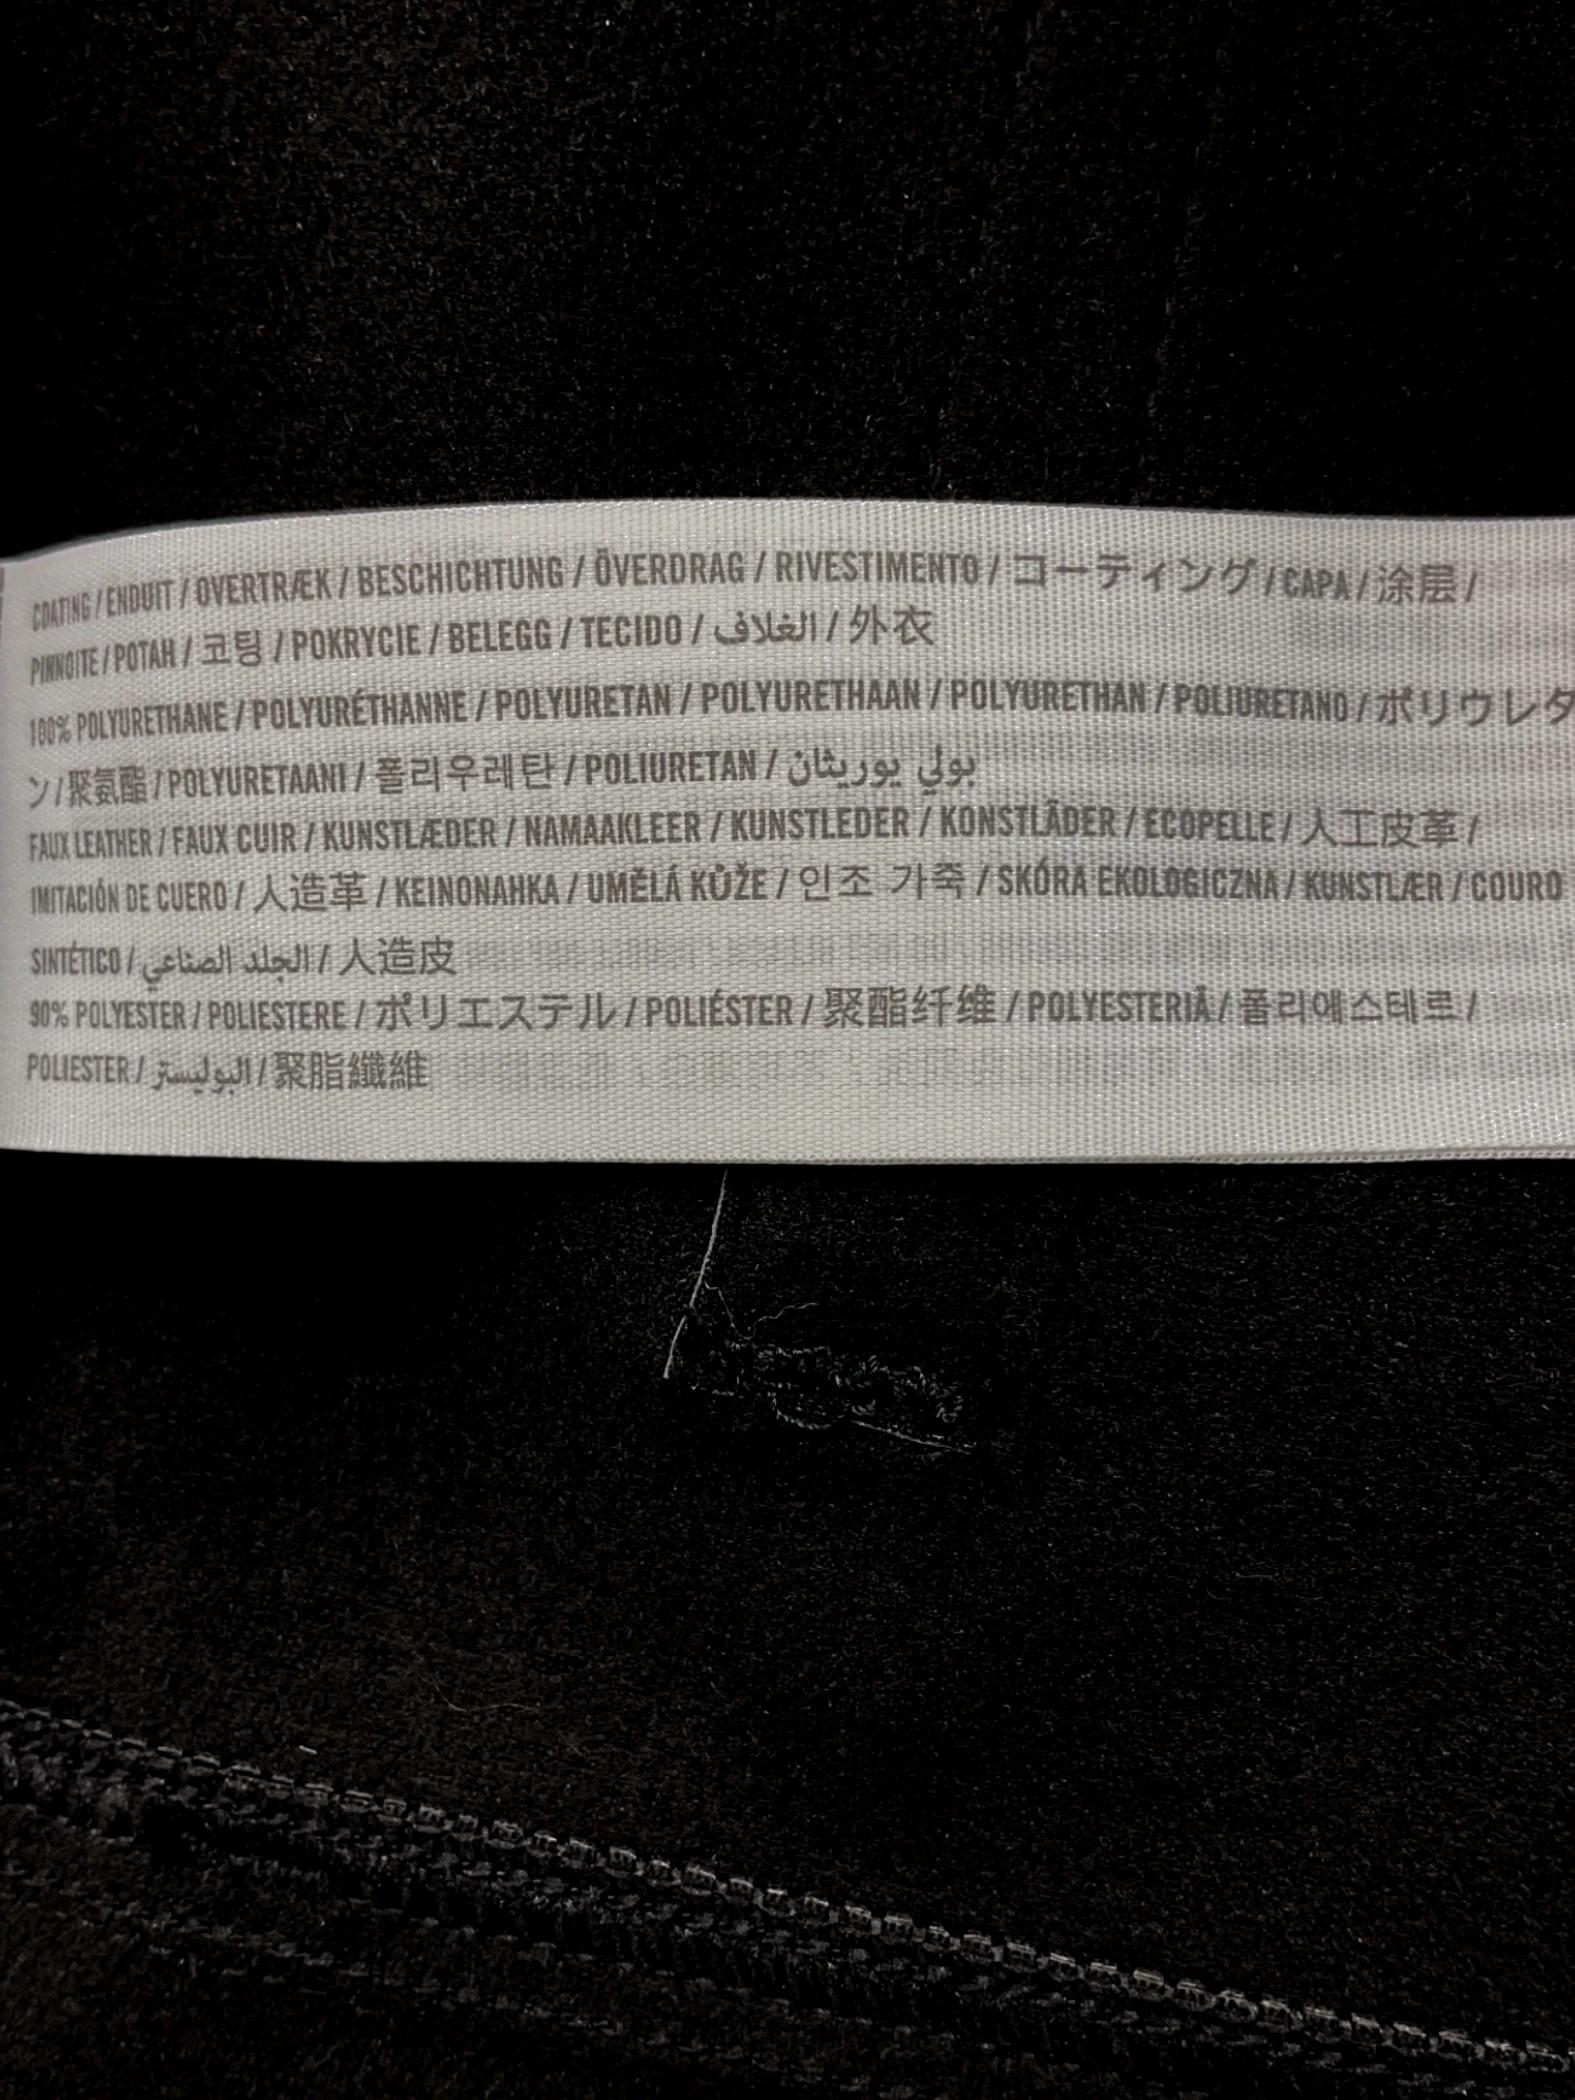 COATING / ENDUIT / OVERTRÆK / BESCHICHTUNG / ÖVERDRAG / RIVESTIMENTO / コーティング / CAPA / 涂层 /
PINNOITE / POTAH / 코팅 / POKRYCIE / BELEGG / TECIDO / الغلاف / 外衣
100% POLYURETHANE / POLYURÉTHANNE / POLYURETAN / POLYURETHAAN / POLYURETHAN / POLIURETANO / ポリウレタ
ン / 聚氨酯 / POLYURETAANI / 폴리우레탄 / POLIURETAN / بولي يوريثان
FAUX LEATHER / FAUX CUIR / KUNSTLÆDER / NAMAAKLEER / KUNSTLEDER / KONSTLÄDER / ECOPELLE / 人工皮革 /
IMITACIÓN DE CUERO / 人造革 / KEINONAHKA / UMĚLÁ KŮŽE / 인조 가죽 / SKÓRA EKOLOGICZNA / KUNSTLÆR / COURO
SINTÉTICO / الجلد الصناعي / 人造皮
90% POLYESTER / POLIESTERE / ポリエステル / POLIÉSTER / 聚酯纤维 / POLYESTERIÄ / 폴리에스테르 /
POLIESTER / البوليستر / 聚脂纖維